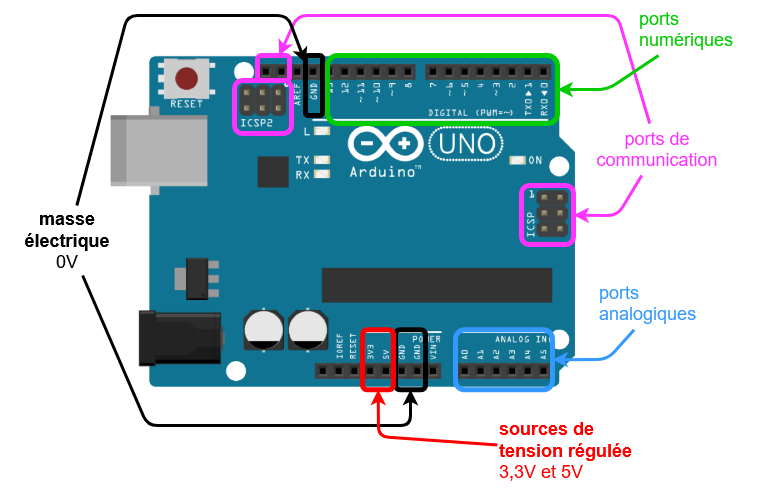 ports
numériques
RESET
ICSP2
AREF
GND
12
~11
~10
~9
8
7
~6
~5
4
~3
2
TXD 1
RXD 0
DIGITAL (PWM=~)
L
TX
RX
Arduino™
UNO
ON
ports de
communication
1
ICSP
masse
électrique
0V
ports
analogiques
IOREF
RESET
3V3
5V
GND
GND
VIN
POWER
ANALOG IN
A0
A1
A2
A3
A4
A5
sources de
tension régulée
3,3V et 5V